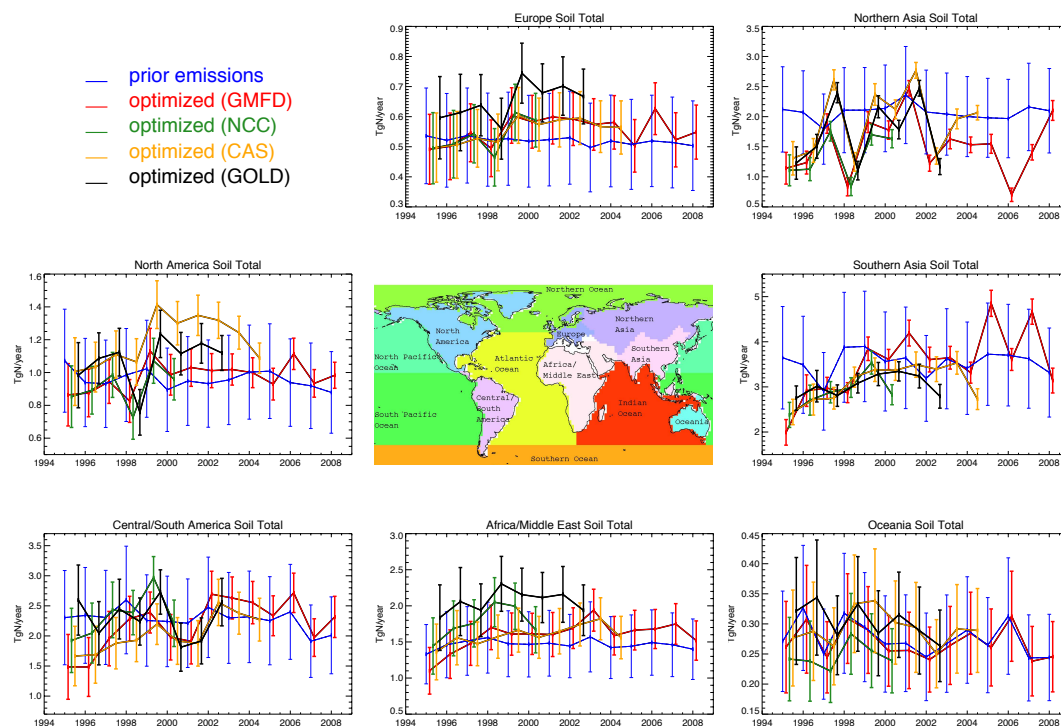 prior emissions
optimized (GMFD)
optimized (NCC)
optimized (CAS)
optimized (GOLD)
Europe Soil Total
TgN/year
0.9
0.8
0.7
0.6
0.5
0.4
0.3
1994 1996 1998 2000 2002 2004 2006 2008
Northern Asia Soil Total
TgN/year
3.5
3.0
2.5
2.0
1.5
1.0
0.5
1994 1996 1998 2000 2002 2004 2006 2008
North America Soil Total
TgN/year
1.6
1.4
1.2
1.0
0.8
0.6
1994 1996 1998 2000 2002 2004 2006 2008
Northern Ocean
North
America
Europe
Northern
Asia
Southern
Asia
North Pacific
Ocean
Atlantic
Ocean
Africa/
Middle East
Central/
South
America
South Pacific
Ocean
Indian
Ocean
Oceania
Southern Ocean
Southern Asia Soil Total
TgN/year
5
4
3
2
1994 1996 1998 2000 2002 2004 2006 2008
Central/South America Soil Total
TgN/year
3.5
3.0
2.5
2.0
1.5
1.0
1994 1996 1998 2000 2002 2004 2006 2008
Africa/Middle East Soil Total
TgN/year
3.0
2.5
2.0
1.5
1.0
0.5
1994 1996 1998 2000 2002 2004 2006 2008
Oceania Soil Total
TgN/year
0.45
0.40
0.35
0.30
0.25
0.20
0.15
1994 1996 1998 2000 2002 2004 2006 2008